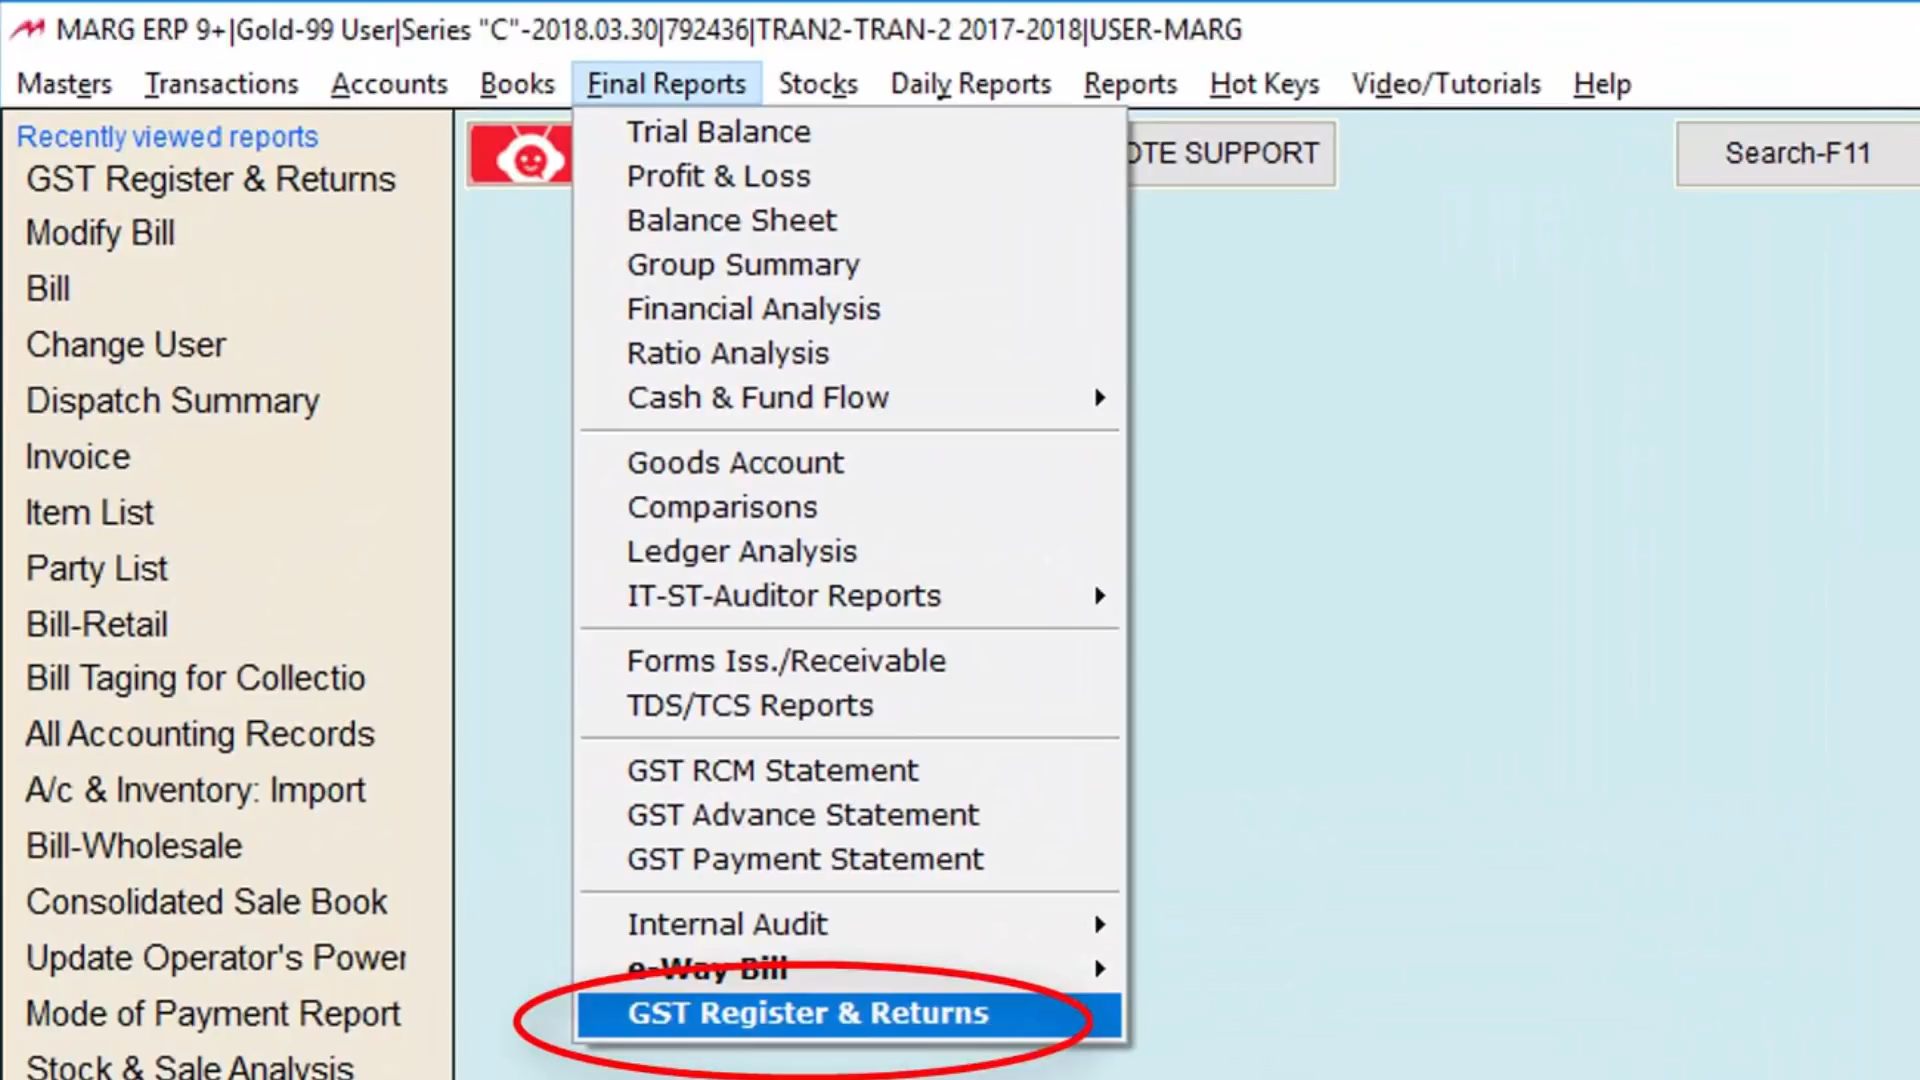 MARG ERP 9+|Gold-99 User|Series "C"-2018.03.30|792436|TRAN2-TRAN-2 2017-2018|USER-MARG
Masters Transactions Accounts Books Final Reports Stocks Daily Reports Reports Hot Keys Video/Tutorials Help
Recently viewed reports
GST Register & Returns
Modify Bill
Bill
Change User
Dispatch Summary
Invoice
Item List
Party List
Bill-Retail
Bill Taging for Collectio
All Accounting Records
A/c & Inventory: Import
Bill-Wholesale
Consolidated Sale Book
Update Operator's Power
Mode of Payment Report
Stock & Sale Analysis
Trial Balance
Profit & Loss
Balance Sheet
Group Summary
Financial Analysis
Ratio Analysis
Cash & Fund Flow
Goods Account
Comparisons
Ledger Analysis
IT-ST-Auditor Reports
Forms Iss./Receivable
TDS/TCS Reports
GST RCM Statement
GST Advance Statement
GST Payment Statement
Internal Audit
e-Way Bill
GST Register & Returns
OTE SUPPORT
Search-F11